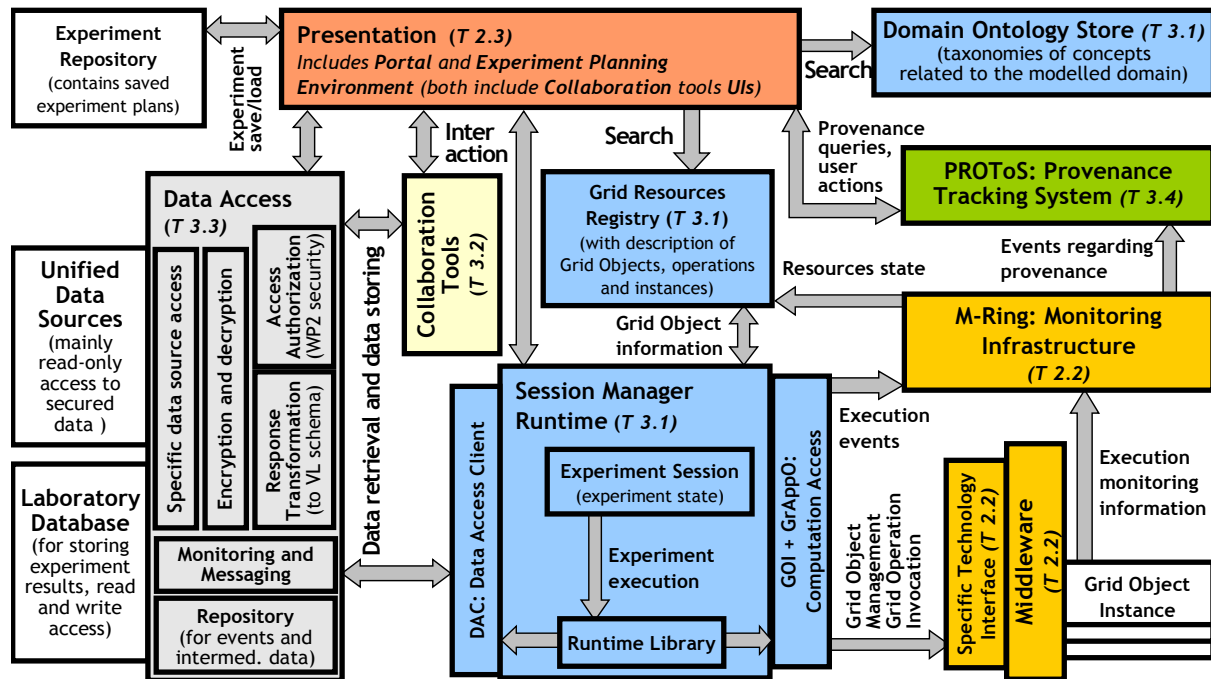 Experiment
Repository
(contains saved
experiment plans)
Experiment
save/load
Presentation (T 2.3)
Includes Portal and Experiment Planning
Environment (both include Collaboration tools UIs)
Search
Domain Ontology Store (T 3.1)
(taxonomies of concepts
related to the modelled domain)
Inter
action
Search
Provenance
queries,
user
actions
PROToS: Provenance
Tracking System (T 3.4)
Data Access
(T 3.3)
Specific data source access
Encryption and decryption
Access
Authorization
(WP2 security)
Response
Transformation
(to VL schema)
Monitoring and
Messaging
Repository
(for events and
intermed. data)
Unified
Data
Sources
(mainly
read-only
access to
secured
data )
Laboratory
Database
(for storing
experiment
results, read
and write
access)
Data retrieval and data storing
Collaboration
Tools
(T 3.2)
Grid Resources
Registry (T 3.1)
(with description of
Grid Objects, operations
and instances)
Resources state
Events regarding
provenance
Grid Object
information
M-Ring: Monitoring
Infrastructure
(T 2.2)
DAC: Data Access Client
Session Manager
Runtime (T 3.1)
Experiment Session
(experiment state)
Experiment
execution
Runtime Library
GOI + GrAppO:
Computation Access
Execution
events
Grid Object
Management
Grid Operation
Invocation
Specific Technology
Interface (T 2.2)
Middleware
(T 2.2)
Execution
monitoring
information
Grid Object
Instance